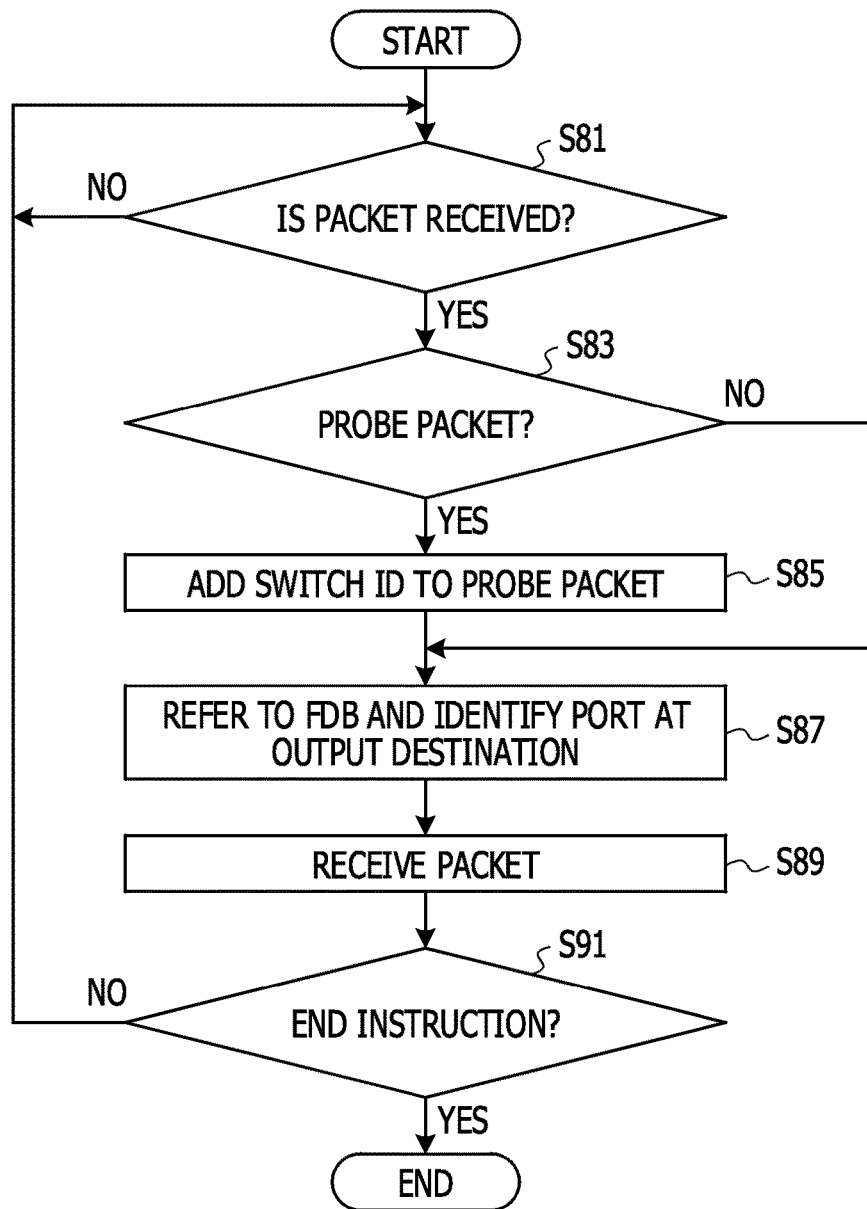 START
S81
NO
IS PACKET RECEIVED?
YES
S83
NO
PROBE PACKET?
YES
ADD SWITCH ID TO PROBE PACKET
S85
REFER TO FDB AND IDENTIFY PORT AT
OUTPUT DESTINATION
S87
RECEIVE PACKET
S89
S91
NO
END INSTRUCTION?
YES
END